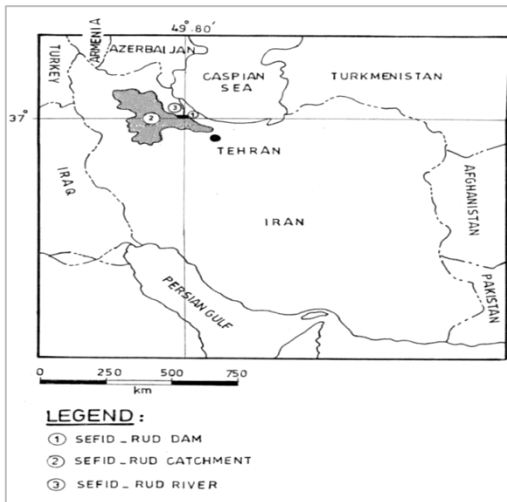 49° 80'
TURKEY
ARMENIA
AZERBAIJAN
CASPIAN
SEA
TURKMENISTAN
37°
3
1
2
TEHRAN
IRAQ
IRAN
AFGHANISTAN
PAKISTAN
PERSIAN GULF
0 250 500 750
km
LEGEND :
1 SEFID_RUD DAM
2 SEFID_RUD CATCHMENT
3 SEFID_RUD RIVER